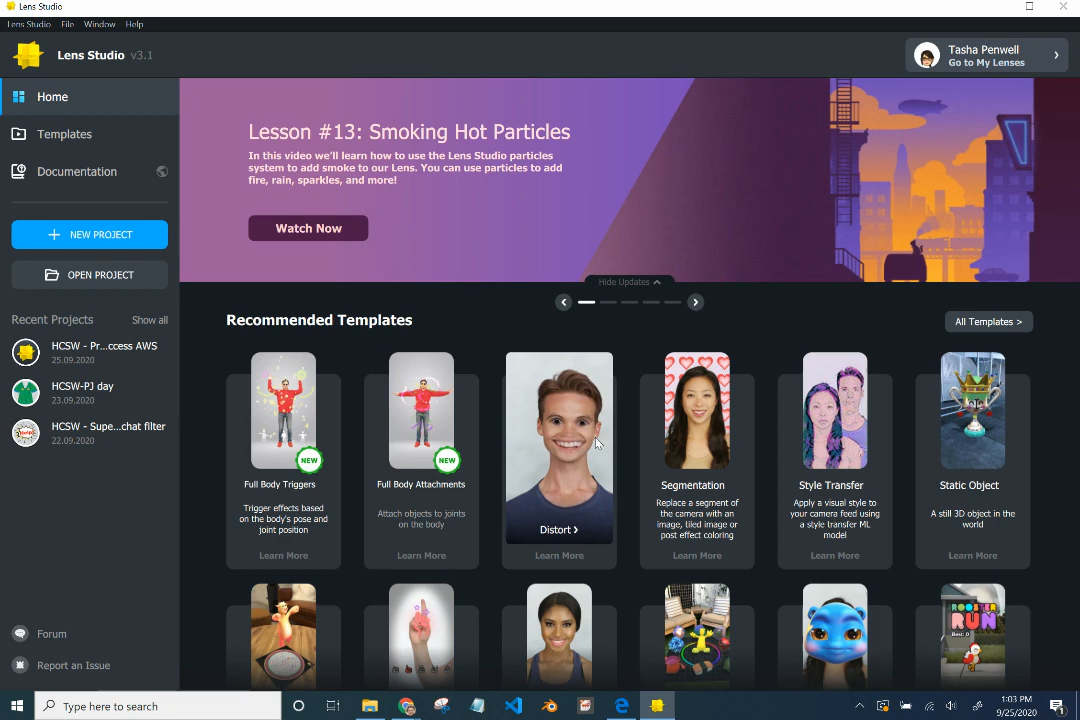 Lens Studio
Lens Studio File Window Help
Lens Studio v3.1
Tasha Penwell
Go to My Lenses
Home
Templates
Documentation
NEW PROJECT
OPEN PROJECT
Recent Projects Show all
HCSW - Pr...ccess AWS
25.09.2020
HCSW-PJ day
23.09.2020
HCSW - Supe...chat filter
22.09.2020
Forum
Report an Issue
Lesson #13: Smoking Hot Particles
In this video we'll learn how to use the Lens Studio particles
system to add smoke to our Lens. You can use particles to add
fire, rain, sparkles, and more!
Watch Now
Hide Updates
Recommended Templates
All Templates >
NEW
Full Body Triggers
Trigger effects based
on the body's pose and
joint position
Learn More
NEW
Full Body Attachments
Attach objects to joints
on the body
Learn More
Distort >
Learn More
Segmentation
Replace a segment of
the camera with an
image, tiled image or
post effect coloring
Learn More
Style Transfer
Apply a visual style to
your camera feed using
a style transfer ML
model
Learn More
Static Object
A still 3D object in the
world
Learn More
ROOSTER
RUN
Best: 0
Type here to search
1:03 PM
9/25/2020
1